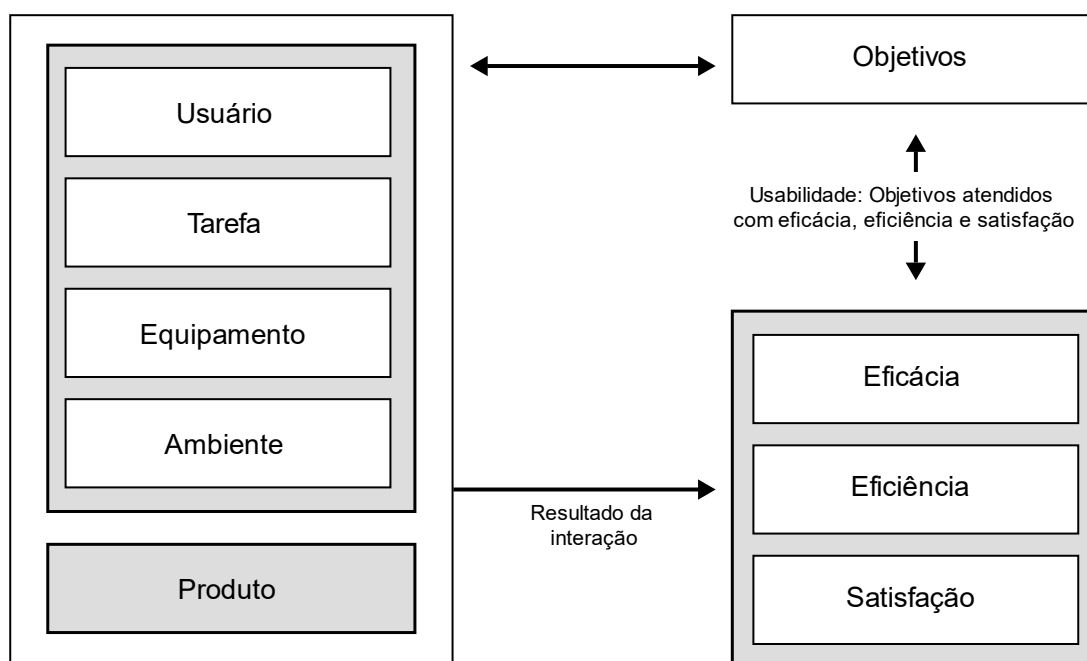 Usuário
Tarefa
Equipamento
Ambiente
Produto
Resultado da
interação
Objetivos
Usabilidade: Objetivos atendidos
com eficácia, eficiência e satisfação
Eficácia
Eficiência
Satisfação